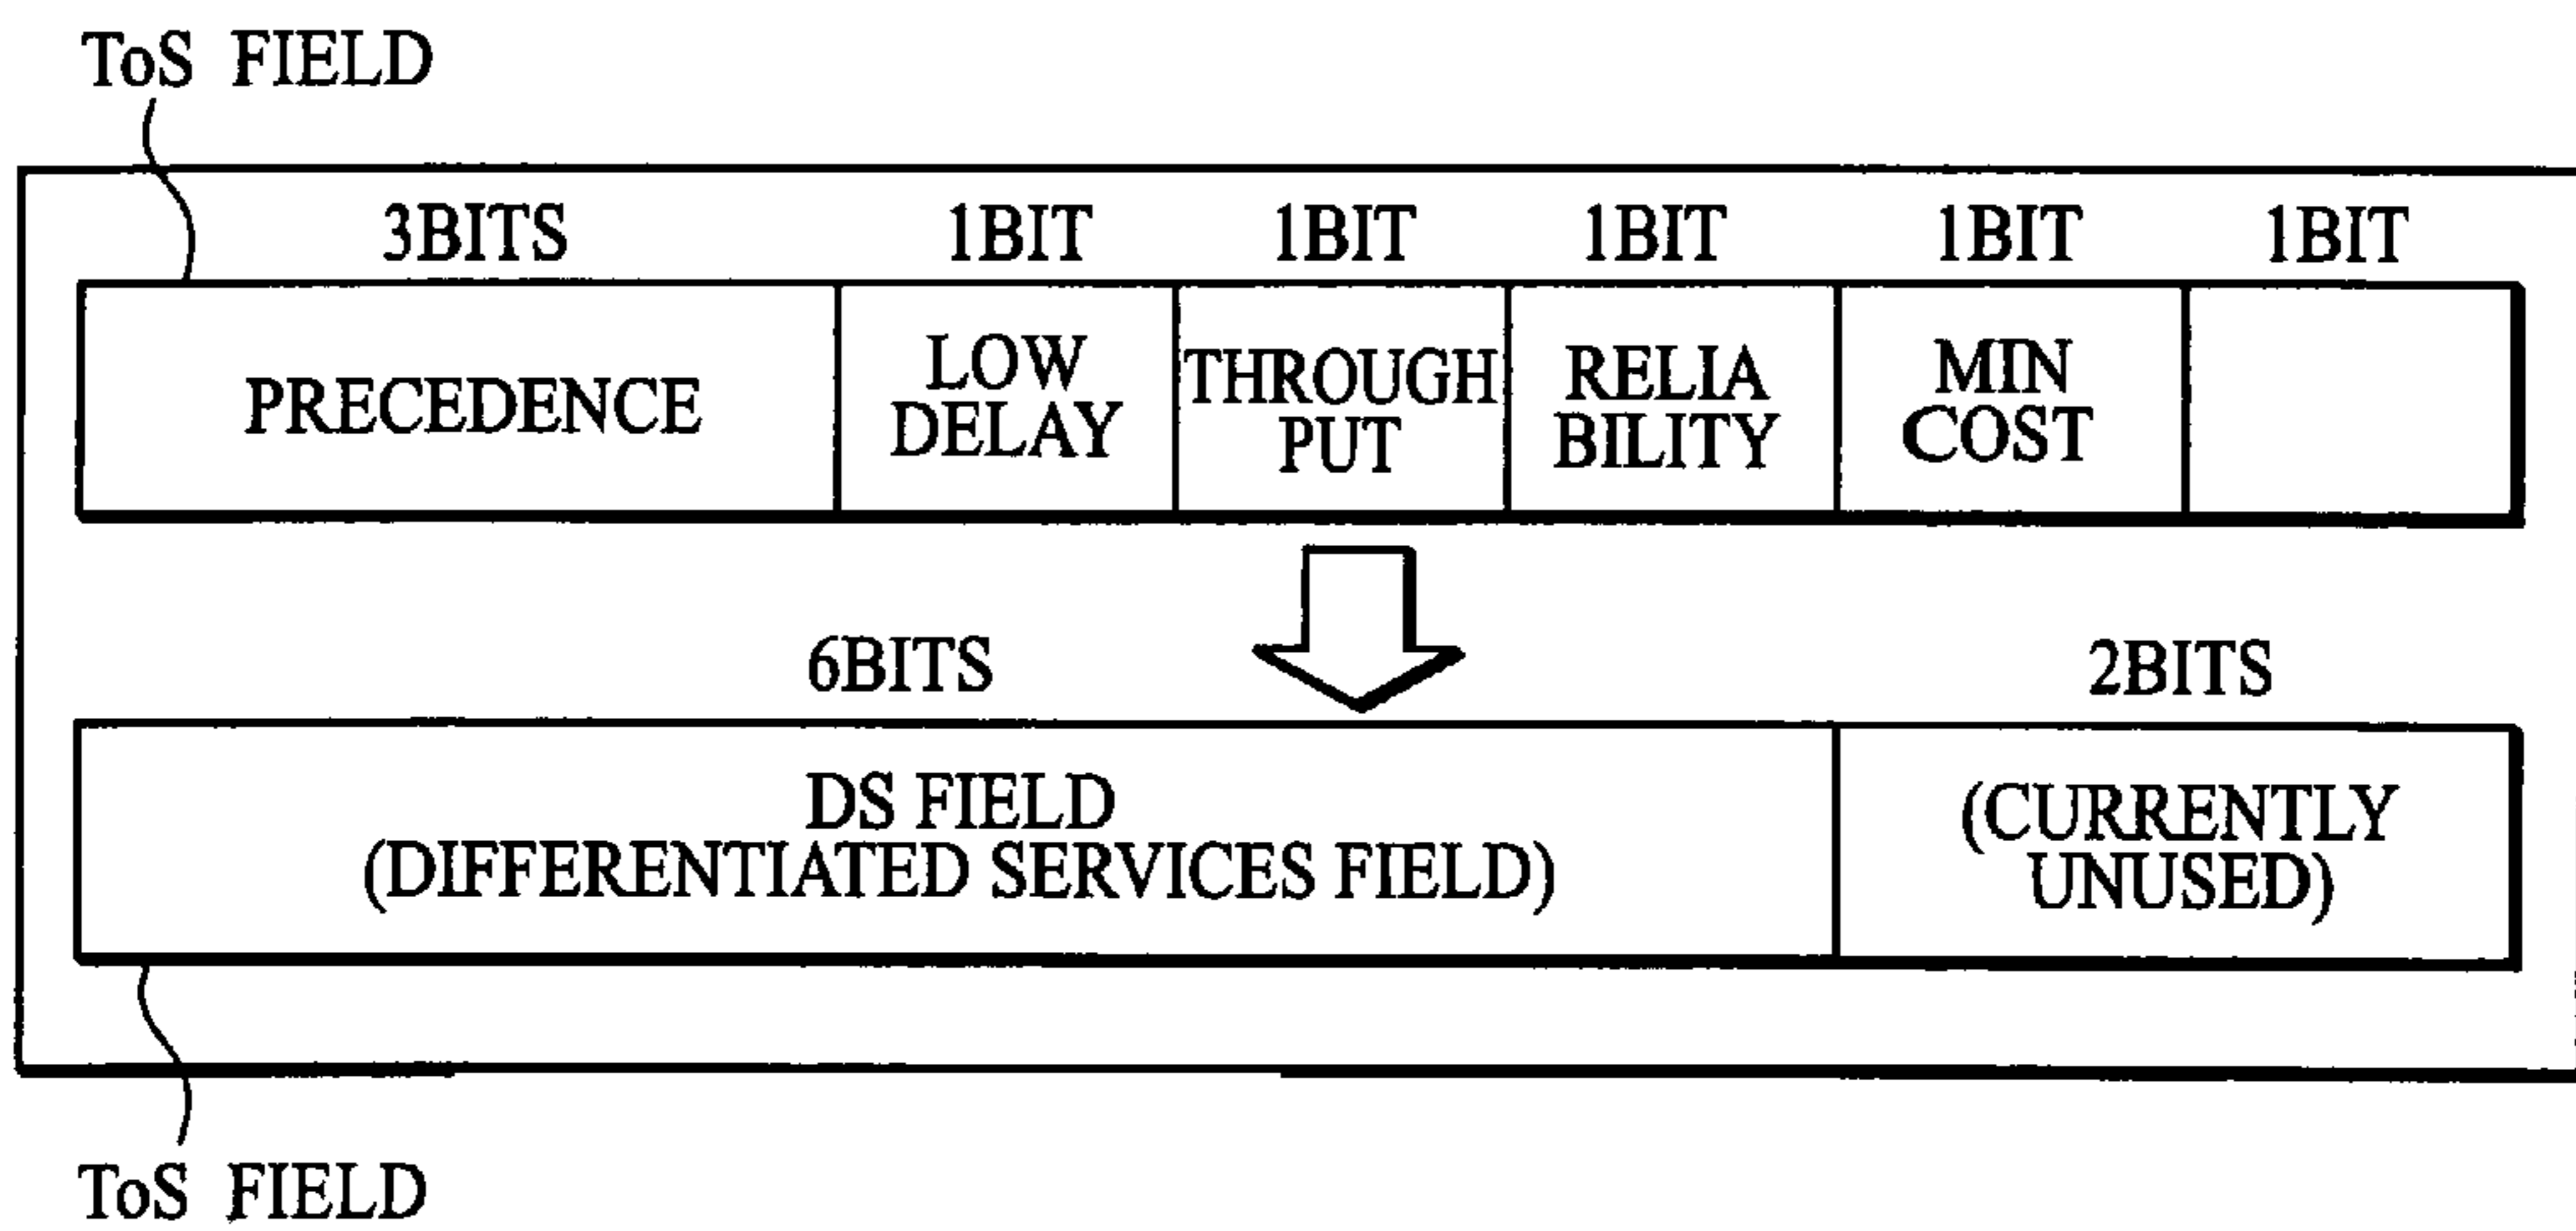 ToS FIELD
3BITS 1BIT 1BIT 1BIT 1BIT 1BIT
PRECEDENCE
LOW
DELAY
THROUGH
PUT
RELIA
BILITY
MIN
COST
6BITS 2BITS
DS FIELD
(DIFFERENTIATED SERVICES FIELD)
(CURRENTLY
UNUSED)
ToS FIELD